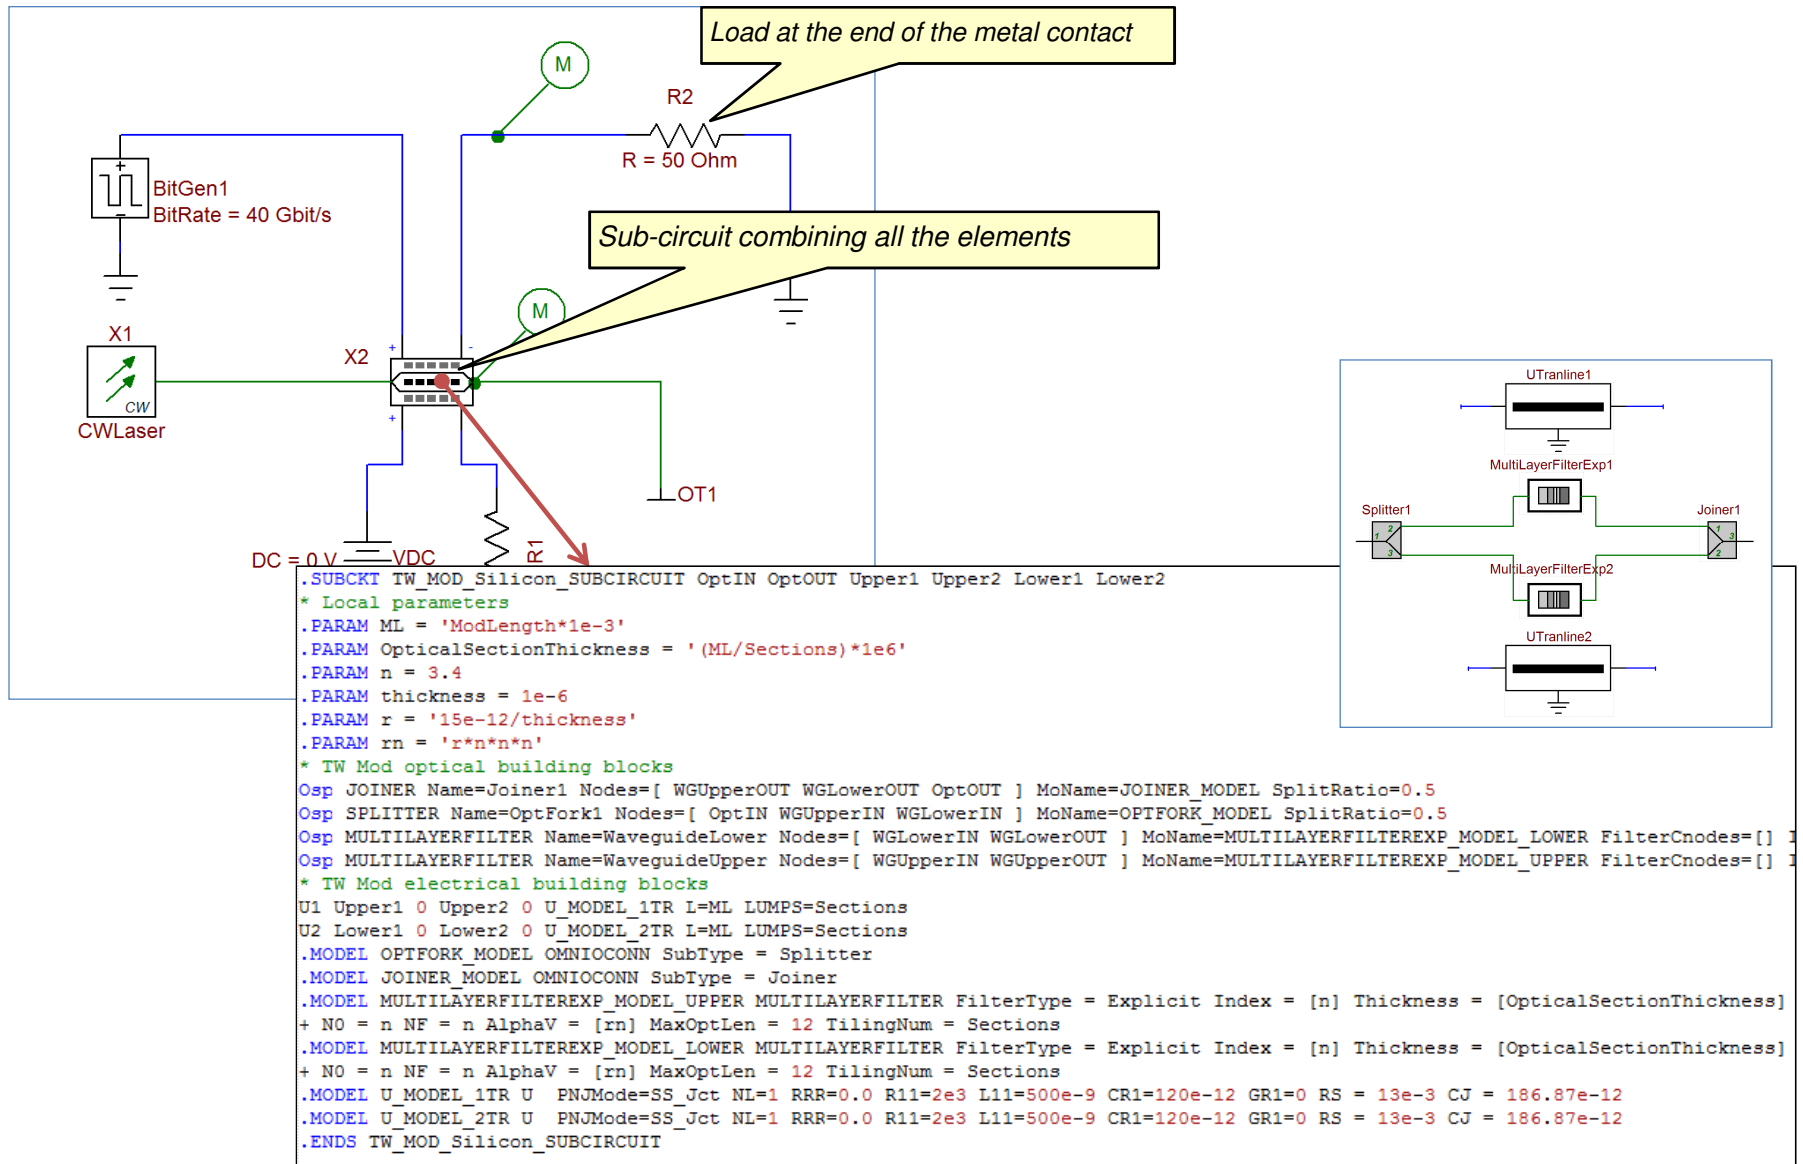 Load at the end of the metal contact
M
R2
R = 50 Ohm
+
BitGen1
BitRate = 40 Gbit/s
-
Sub-circuit combining all the elements
M
X1
CW
CWLaser
X2
+
-
+
OT1
R1
DC = 0 V
VDC
UTranline1
MultiLayerFilterExp1
Splitter1
1
2
3
Joiner1
1
2
3
MultiLayerFilterExp2
UTranline2
.SUBCKT TW_MOD_Silicon_SUBCIRCUIT OptIN OptOUT Upper1 Upper2 Lower1 Lower2
* Local parameters
.PARAM ML = 'ModLength*1e-3'
.PARAM OpticalSectionThickness = '(ML/Sections)*1e6'
.PARAM n = 3.4
.PARAM thickness = 1e-6
.PARAM r = '15e-12/thickness'
.PARAM rn = 'r*n*n*n'
* TW Mod optical building blocks
Osp JOINER Name=Joiner1 Nodes=[ WGUpperOUT WGLowerOUT OptOUT ] MoName=JOINER_MODEL SplitRatio=0.5
Osp SPLITTER Name=OptFork1 Nodes=[ OptIN WGUpperIN WGLowerIN ] MoName=OPTFORK_MODEL SplitRatio=0.5
Osp MULTILAYERFILTER Name=WaveguideLower Nodes=[ WGLowerIN WGLowerOUT ] MoName=MULTILAYERFILTEREXP_MODEL_LOWER FilterCnodes=[]
Osp MULTILAYERFILTER Name=WaveguideUpper Nodes=[ WGUpperIN WGUpperOUT ] MoName=MULTILAYERFILTEREXP_MODEL_UPPER FilterCnodes=[]
* TW Mod electrical building blocks
U1 Upper1 0 Upper2 0 U_MODEL_1TR L=ML LUMPS=Sections
U2 Lower1 0 Lower2 0 U_MODEL_2TR L=ML LUMPS=Sections
.MODEL OPTFORK_MODEL OMNIOCONN SubType = Splitter
.MODEL JOINER_MODEL OMNIOCONN SubType = Joiner
.MODEL MULTILAYERFILTEREXP_MODEL_UPPER MULTILAYERFILTER FilterType = Explicit Index = [n] Thickness = [OpticalSectionThickness]
+ N0 = n NF = n AlphaV = [rn] MaxOptLen = 12 TilingNum = Sections
.MODEL MULTILAYERFILTEREXP_MODEL_LOWER MULTILAYERFILTER FilterType = Explicit Index = [n] Thickness = [OpticalSectionThickness]
+ N0 = n NF = n AlphaV = [rn] MaxOptLen = 12 TilingNum = Sections
.MODEL U_MODEL_1TR U PNJMode=SS_Jct NL=1 RRR=0.0 R11=2e3 L11=500e-9 CR1=120e-12 GR1=0 RS = 13e-3 CJ = 186.87e-12
.MODEL U_MODEL_2TR U PNJMode=SS_Jct NL=1 RRR=0.0 R11=2e3 L11=500e-9 CR1=120e-12 GR1=0 RS = 13e-3 CJ = 186.87e-12
.ENDS TW_MOD_Silicon_SUBCIRCUIT